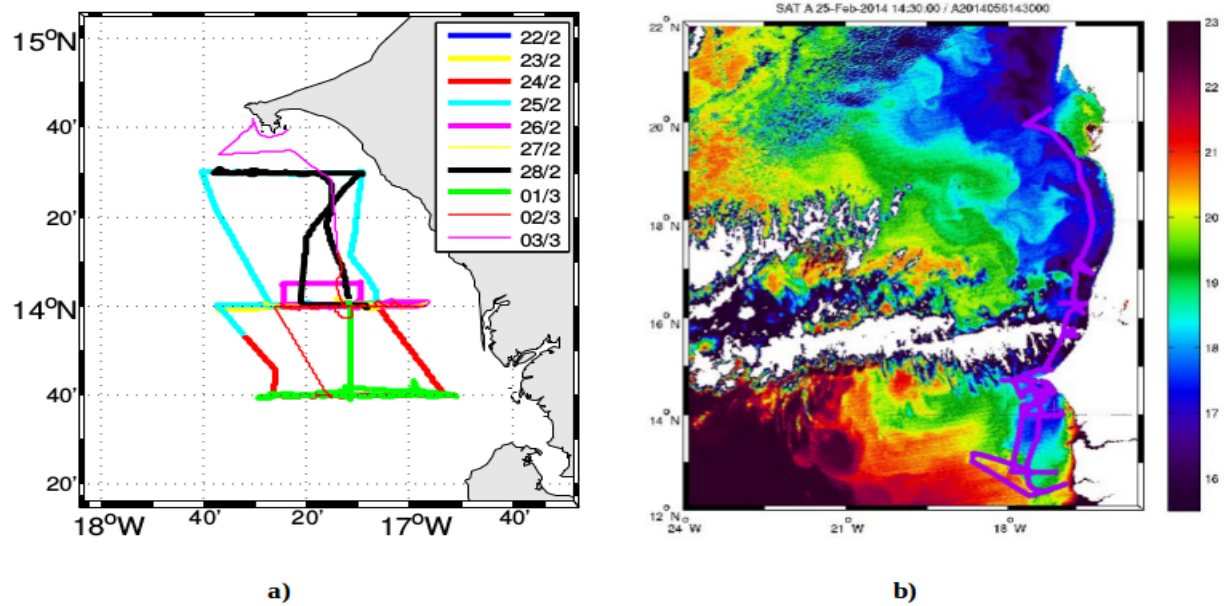 15°N
40'
20'
14°N
40'
20'
18°W
40'
20'
17°W
40'
22/2
23/2
24/2
25/2
26/2
27/2
28/2
01/3
02/3
03/3
a)
SAT A 25-Feb-2014 14:30:00 / A2014056143000
22° N
20° N
18° N
16° N
14° N
12° N
24° W
21° W
18° W
23
22
21
20
19
18
17
16
b)